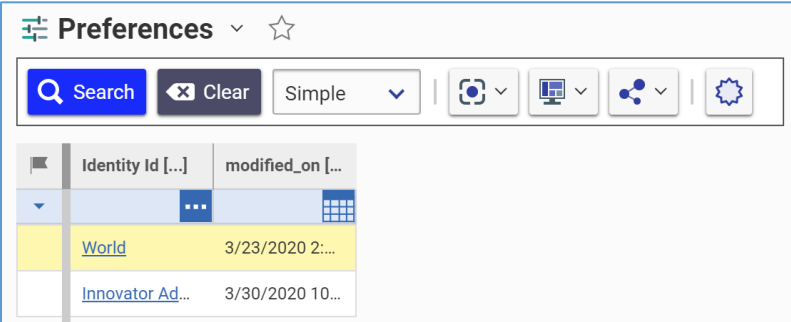 Preferences
Search Clear Simple
Identity Id [...] modified_on [...
World 3/23/2020 2:...
Innovator Ad... 3/30/2020 10...